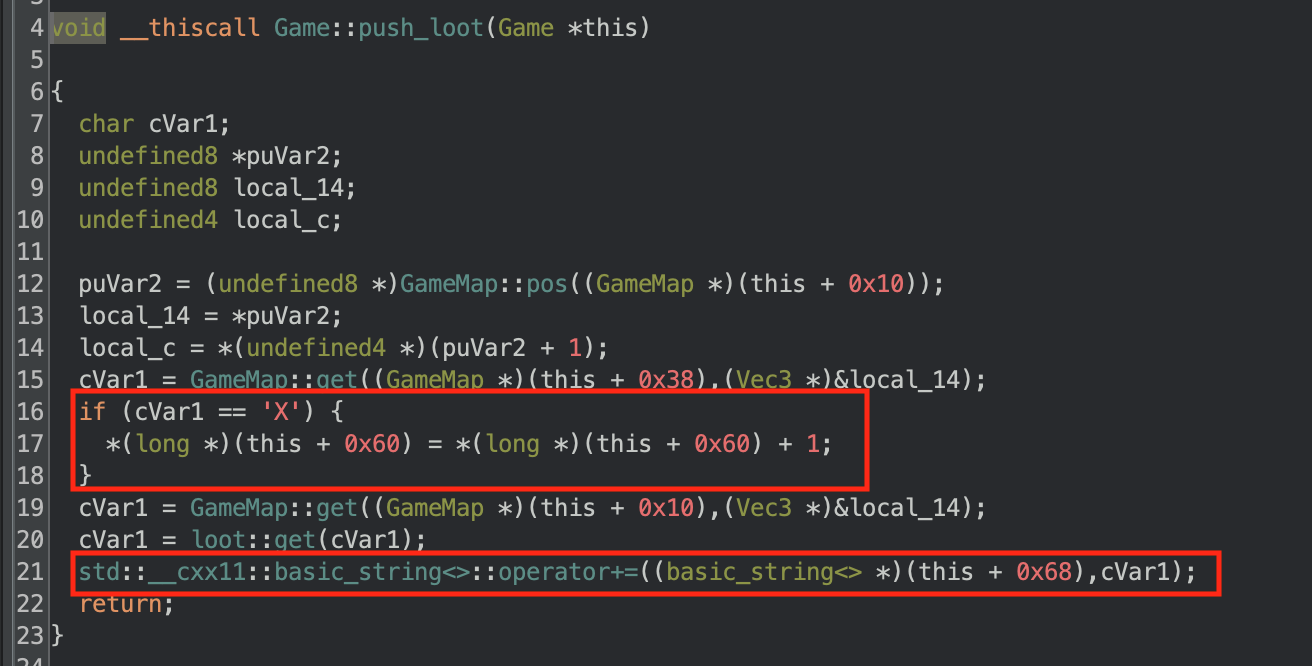 4 void __thiscall Game::push_loot(Game *this)
5
6 {
7 char cVar1;
8 undefined8 *puVar2;
9 undefined8 local_14;
10 undefined4 local_c;
11
12 puVar2 = (undefined8 *)GameMap::pos((GameMap *)(this + 0x10));
13 local_14 = *puVar2;
14 local_c = *(undefined4 *)(puVar2 + 1);
15 cVar1 = GameMap::get((GameMap *)(this + 0x38),(Vec3 *)&local_14);
16 if (cVar1 == 'X') {
17 *(long *)(this + 0x60) = *(long *)(this + 0x60) + 1;
18 }
19 cVar1 = GameMap::get((GameMap *)(this + 0x10),(Vec3 *)&local_14);
20 cVar1 = loot::get(cVar1);
21 std::__cxx11::basic_string<>::operator+=((basic_string<> *)(this + 0x68),cVar1);
22 return;
23 }